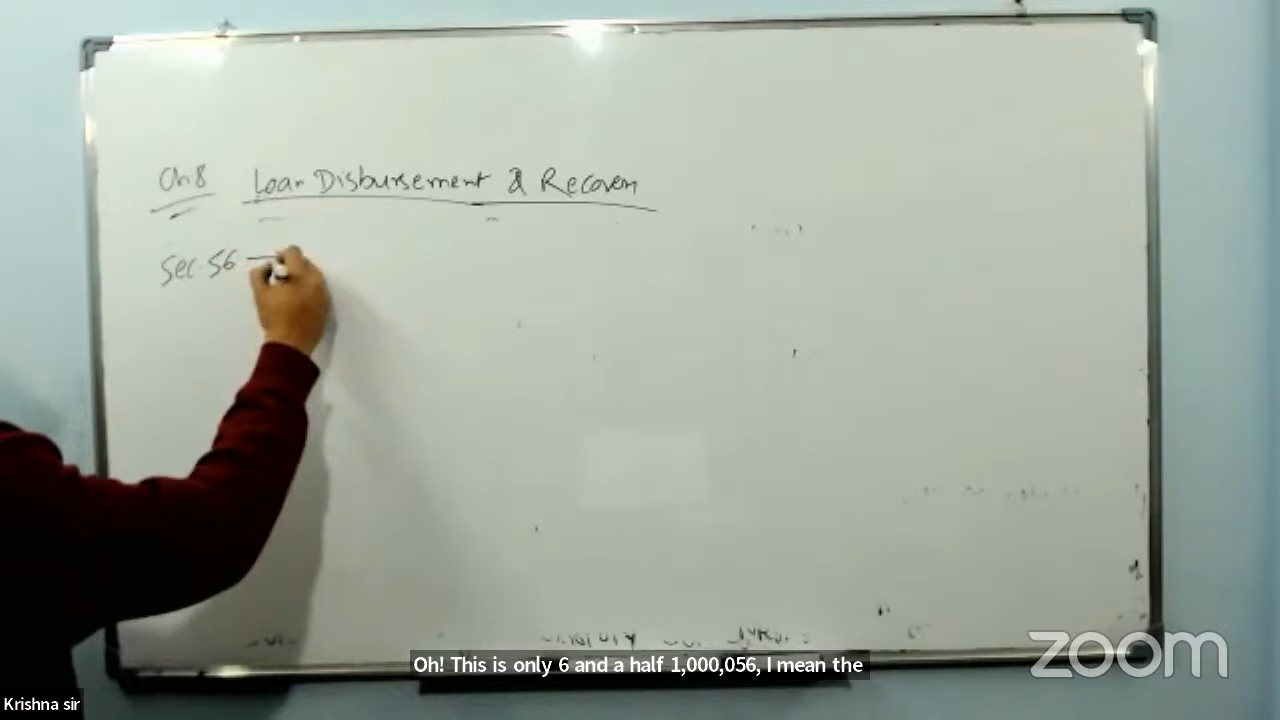 Ch 8 Loan Disbursement & Recovery
Sec. 56 —
Oh! This is only 6 and a half 1,000,056, I mean the
zoom
Krishna sir